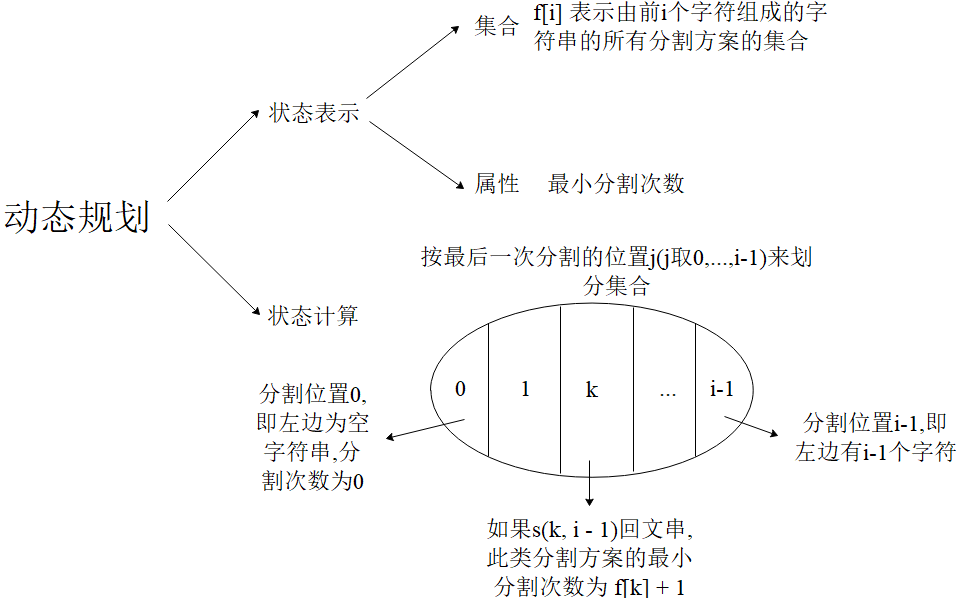 集合
f[i] 表示由前i个字符组成的字
符串的所有分割方案的集合
状态表示
属性
最小分割次数
动态规划
按最后一次分割的位置j(j取0,...,i-1)来划
分集合
状态计算
0
1
k
...
i-1
分割位置0,
即左边为空
字符串,分
割次数为0
分割位置i-1,即
左边有i-1个字符
如果s(k, i - 1)回文串,
此类分割方案的最小
分割次数为 f[k] + 1